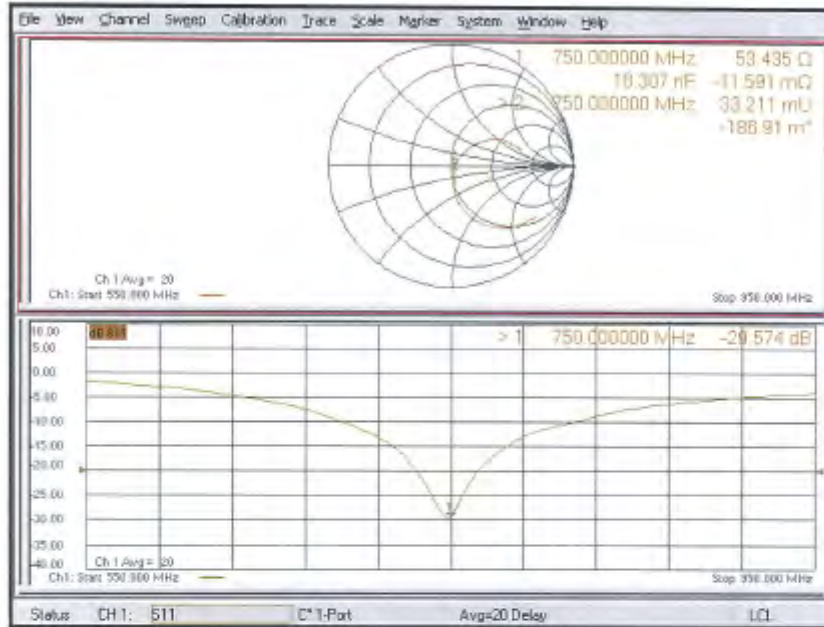 File View Channel Sweep Calibration Trace Scale Marker System Window Help
1 750.000000 MHz 53.435 Ω
18.307 nF -11.591 mΩ
> 2 750.000000 MHz 33.211 mU
-186.91 m°
Ch 1 Avg = 20
Ch1: Start 550.000 MHz Stop 950.000 MHz
10.00
dB S11
> 1 750.000000 MHz -29.574 dB
5.00
0.00
-5.00
-10.00
-15.00
-20.00
-25.00
-30.00
1
-35.00
-40.00
Ch 1 Avg = 20
Ch1: Start 550.000 MHz Stop 950.000 MHz
Status CH 1: S11 C* 1-Port Avg=20 Delay LCL